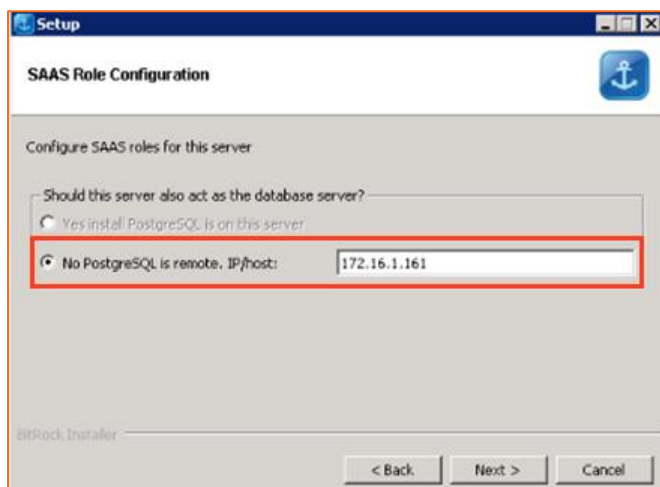 Setup
SAAS Role Configuration
Configure SAAS roles for this server
Should this server also act as the database server?
Yes install PostgreSQL is on this server
No PostgreSQL is remote. IP/host: 172.16.1.161
BitRock Installer
< Back Next > Cancel